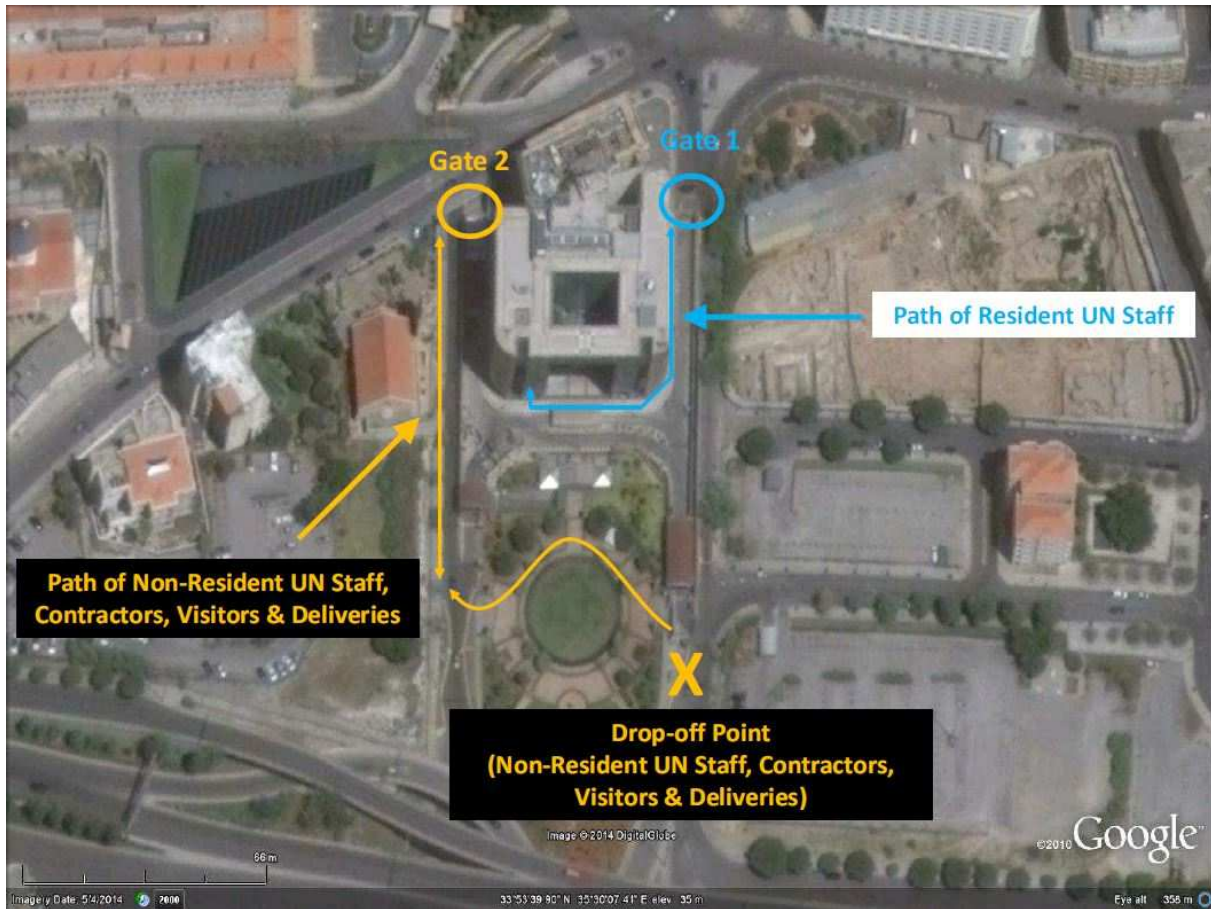 Gate 1
Gate 2
Path of Resident UN Staff
Path of Non-Resident UN Staff,
Contractors, Visitors & Deliveries
X
Drop-off Point
(Non-Resident UN Staff, Contractors,
Visitors & Deliveries)
Image © 2014 DigitalGlobe
©2010 Google
66 m
Imagery Date: 5/4/2014
2000
33°53'39.90" N 35°30'07.41" E elev 35 m
Eye alt 358 m